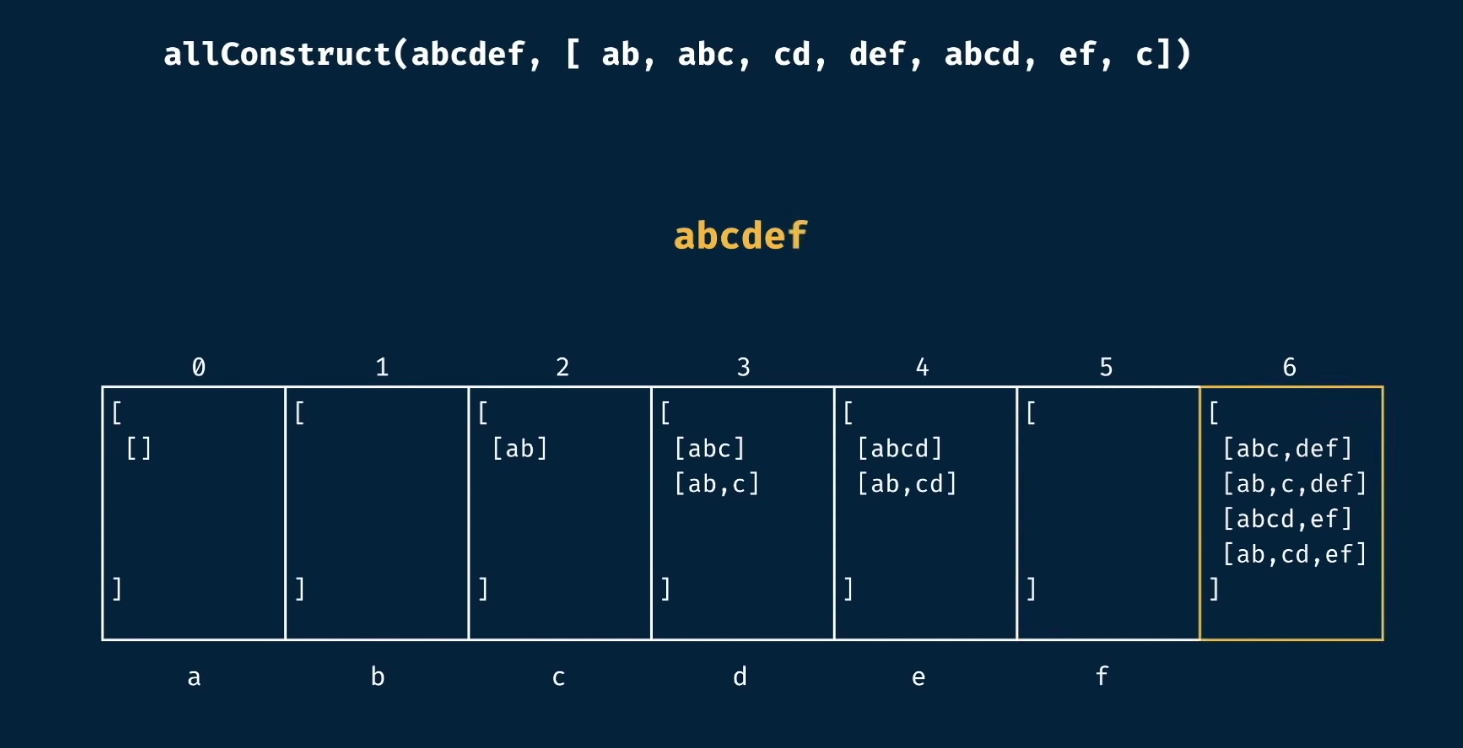 allConstruct(abcdef, [ ab, abc, cd, def, abcd, ef, c])
abcdef
0 1 2 3 4 5 6
[ [ [ [ [ [ [
[] [ab] [abc] [abcd] [abc,def]
[ab,c] [ab,cd] [ab,c,def]
[abcd,ef]
[ab,cd,ef]
] ] ] ] ] ] ]
a b c d e f